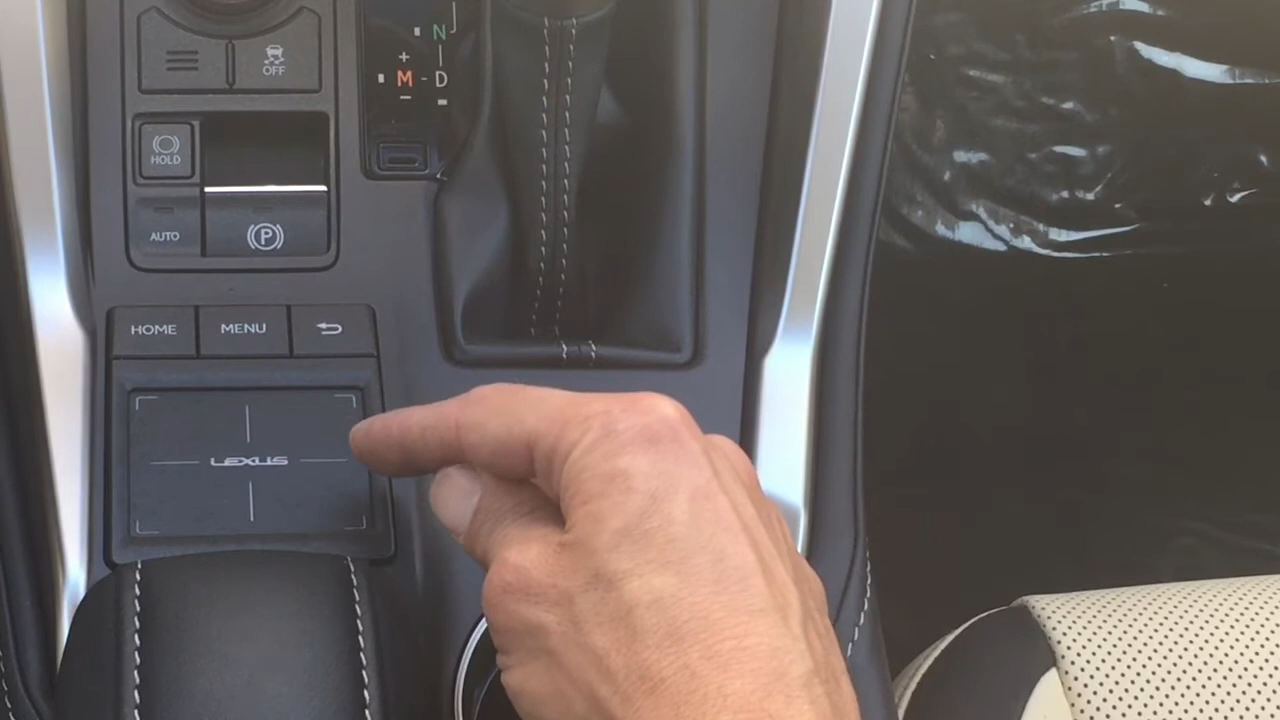 OFF
N
+
M - D
-
HOLD
AUTO
P
HOME MENU
LEXUS